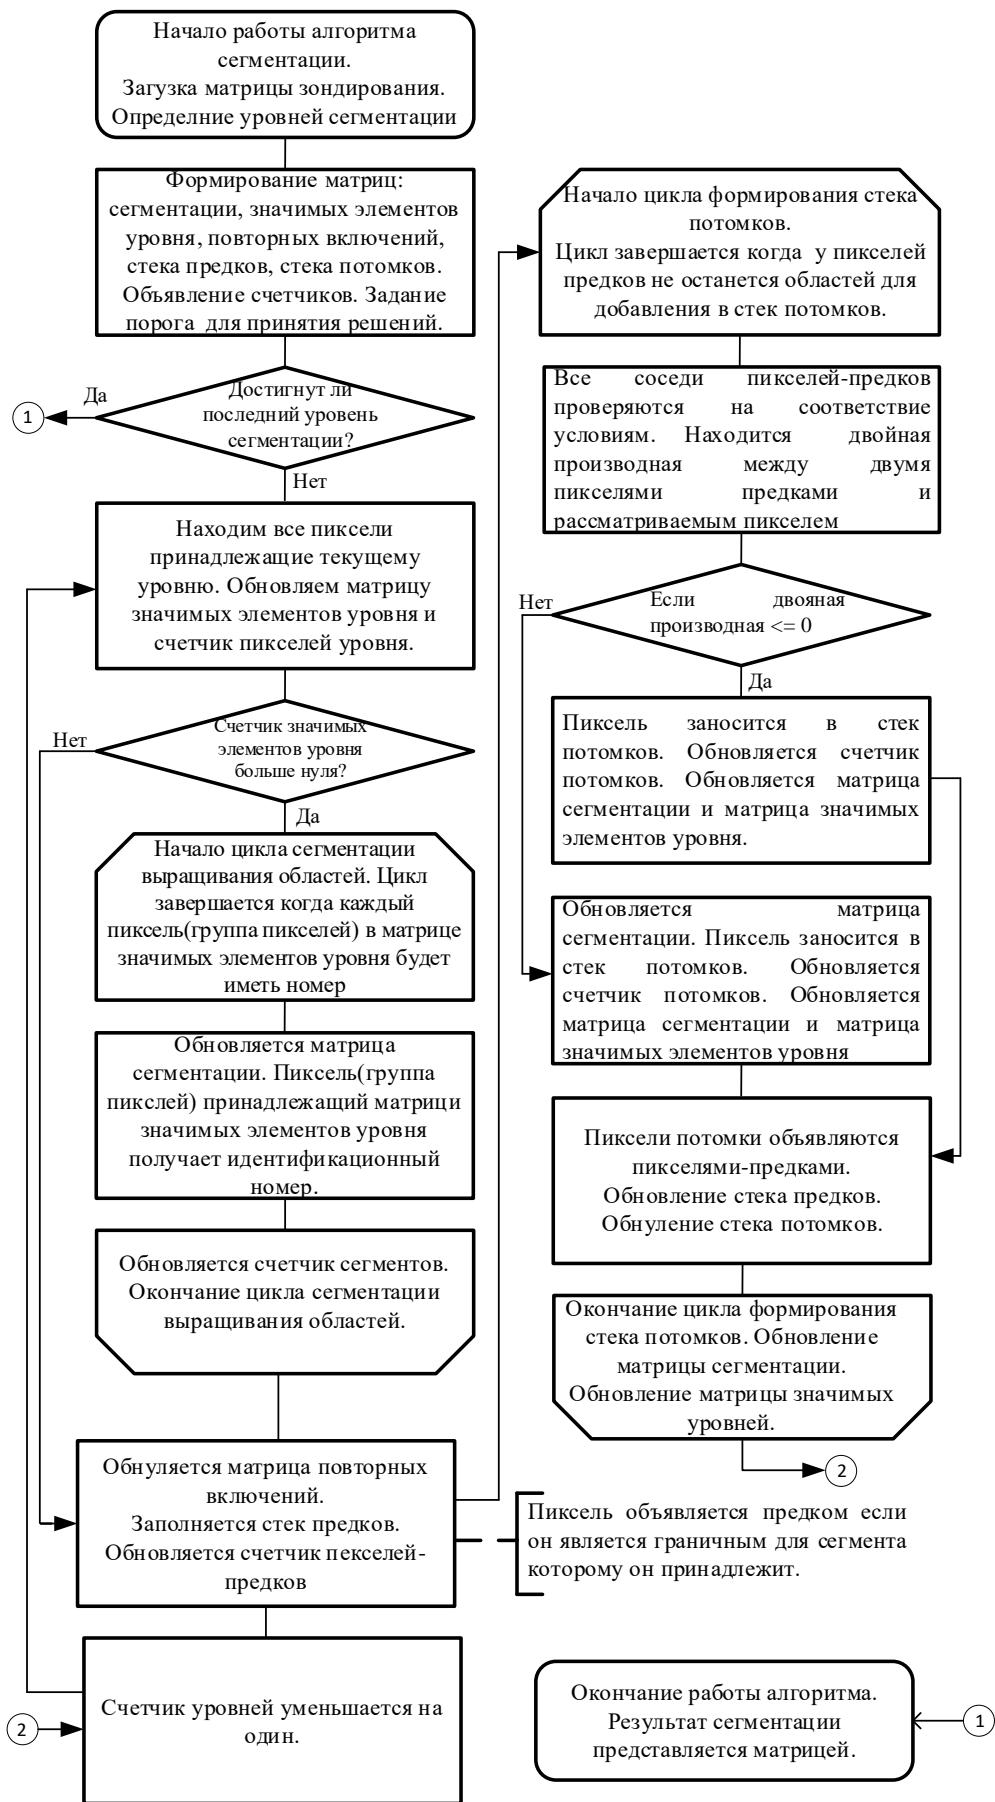 Начало работы алгоритма
сегментации.
Загузка матрицы зондирования.
Определние уровней сегментации
Формирование матриц:
сегментации, значимых элементов
уровня, повторных включений,
стека предков, стека потомков.
Объявление счетчиков. Задание
порога для принятия решений.
Достигнут ли
последний уровень
сегментации?
Да
1
Нет
Находим все пиксели
принадлежащие текущему
уровню. Обновляем матрицу
значимых элементов уровня и
счетчик пикселей уровня.
Счетчик значимых
элементов уровня
больше нуля?
Нет
Да
Начало цикла сегментации
выращивания областей. Цикл
завершается когда каждый
пиксель(группа пикселей) в матрице
значимых элементов уровня будет
иметь номер
Обновляется матрица
сегментации. Пиксель(группа
пикслей) принадлежащий матрици
значимых элементов уровня
получает идентификационный
номер.
Обновляется счетчик сегментов.
Окончание цикла сегментации
выращивания областей.
Обнуляется матрица повторных
включений.
Заполняется стек предков.
Обновляется счетчик пекселей-
предков
Счетчик уровней уменьшается на
один.
2
Начало цикла формирования стека
потомков.
Цикл завершается когда у пикселей
предков не останется областей для
добавления в стек потомков.
Все соседи пикселей-предков
проверяются на соответствие
условиям. Находится двойная
производная между двумя
пикселями предками и
рассматриваемым пикселем
Если двояная
производная <= 0
Нет
Да
Пиксель заносится в стек
потомков. Обновляется счетчик
потомков. Обновляется матрица
сегментации и матрица значимых
элементов уровня.
Обновляется матрица
сегментации. Пиксель заносится в
стек потомков. Обновляется
счетчик потомков. Обновляется
матрица сегментации и матрица
значимых элементов уровня
Пиксели потомки объявляются
пикселями-предками.
Обновление стека предков.
Обнуление стека потомков.
Окончание цикла формирования
стека потомков. Обновление
матрицы сегментации.
Обновление матрицы значимых
уровней.
2
Пиксель объявляется предком если
он является граничным для сегмента
которому он принадлежит.
Окончание работы алгоритма.
Результат сегментации
представляется матрицей.
1